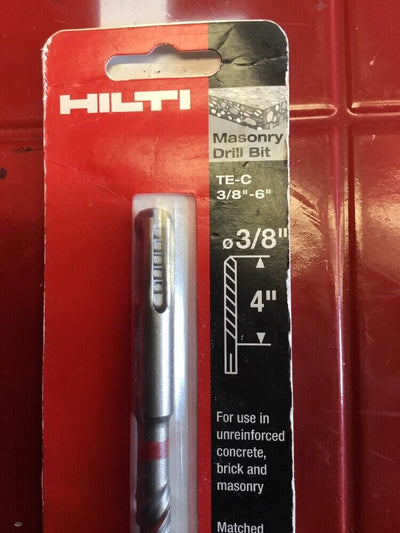 HILTI
Masonry
Drill Bit
TE-C
3/8"-6"
ø3/8"
4"
For use in
unreinforced
concrete,
brick and
masonry
Matched